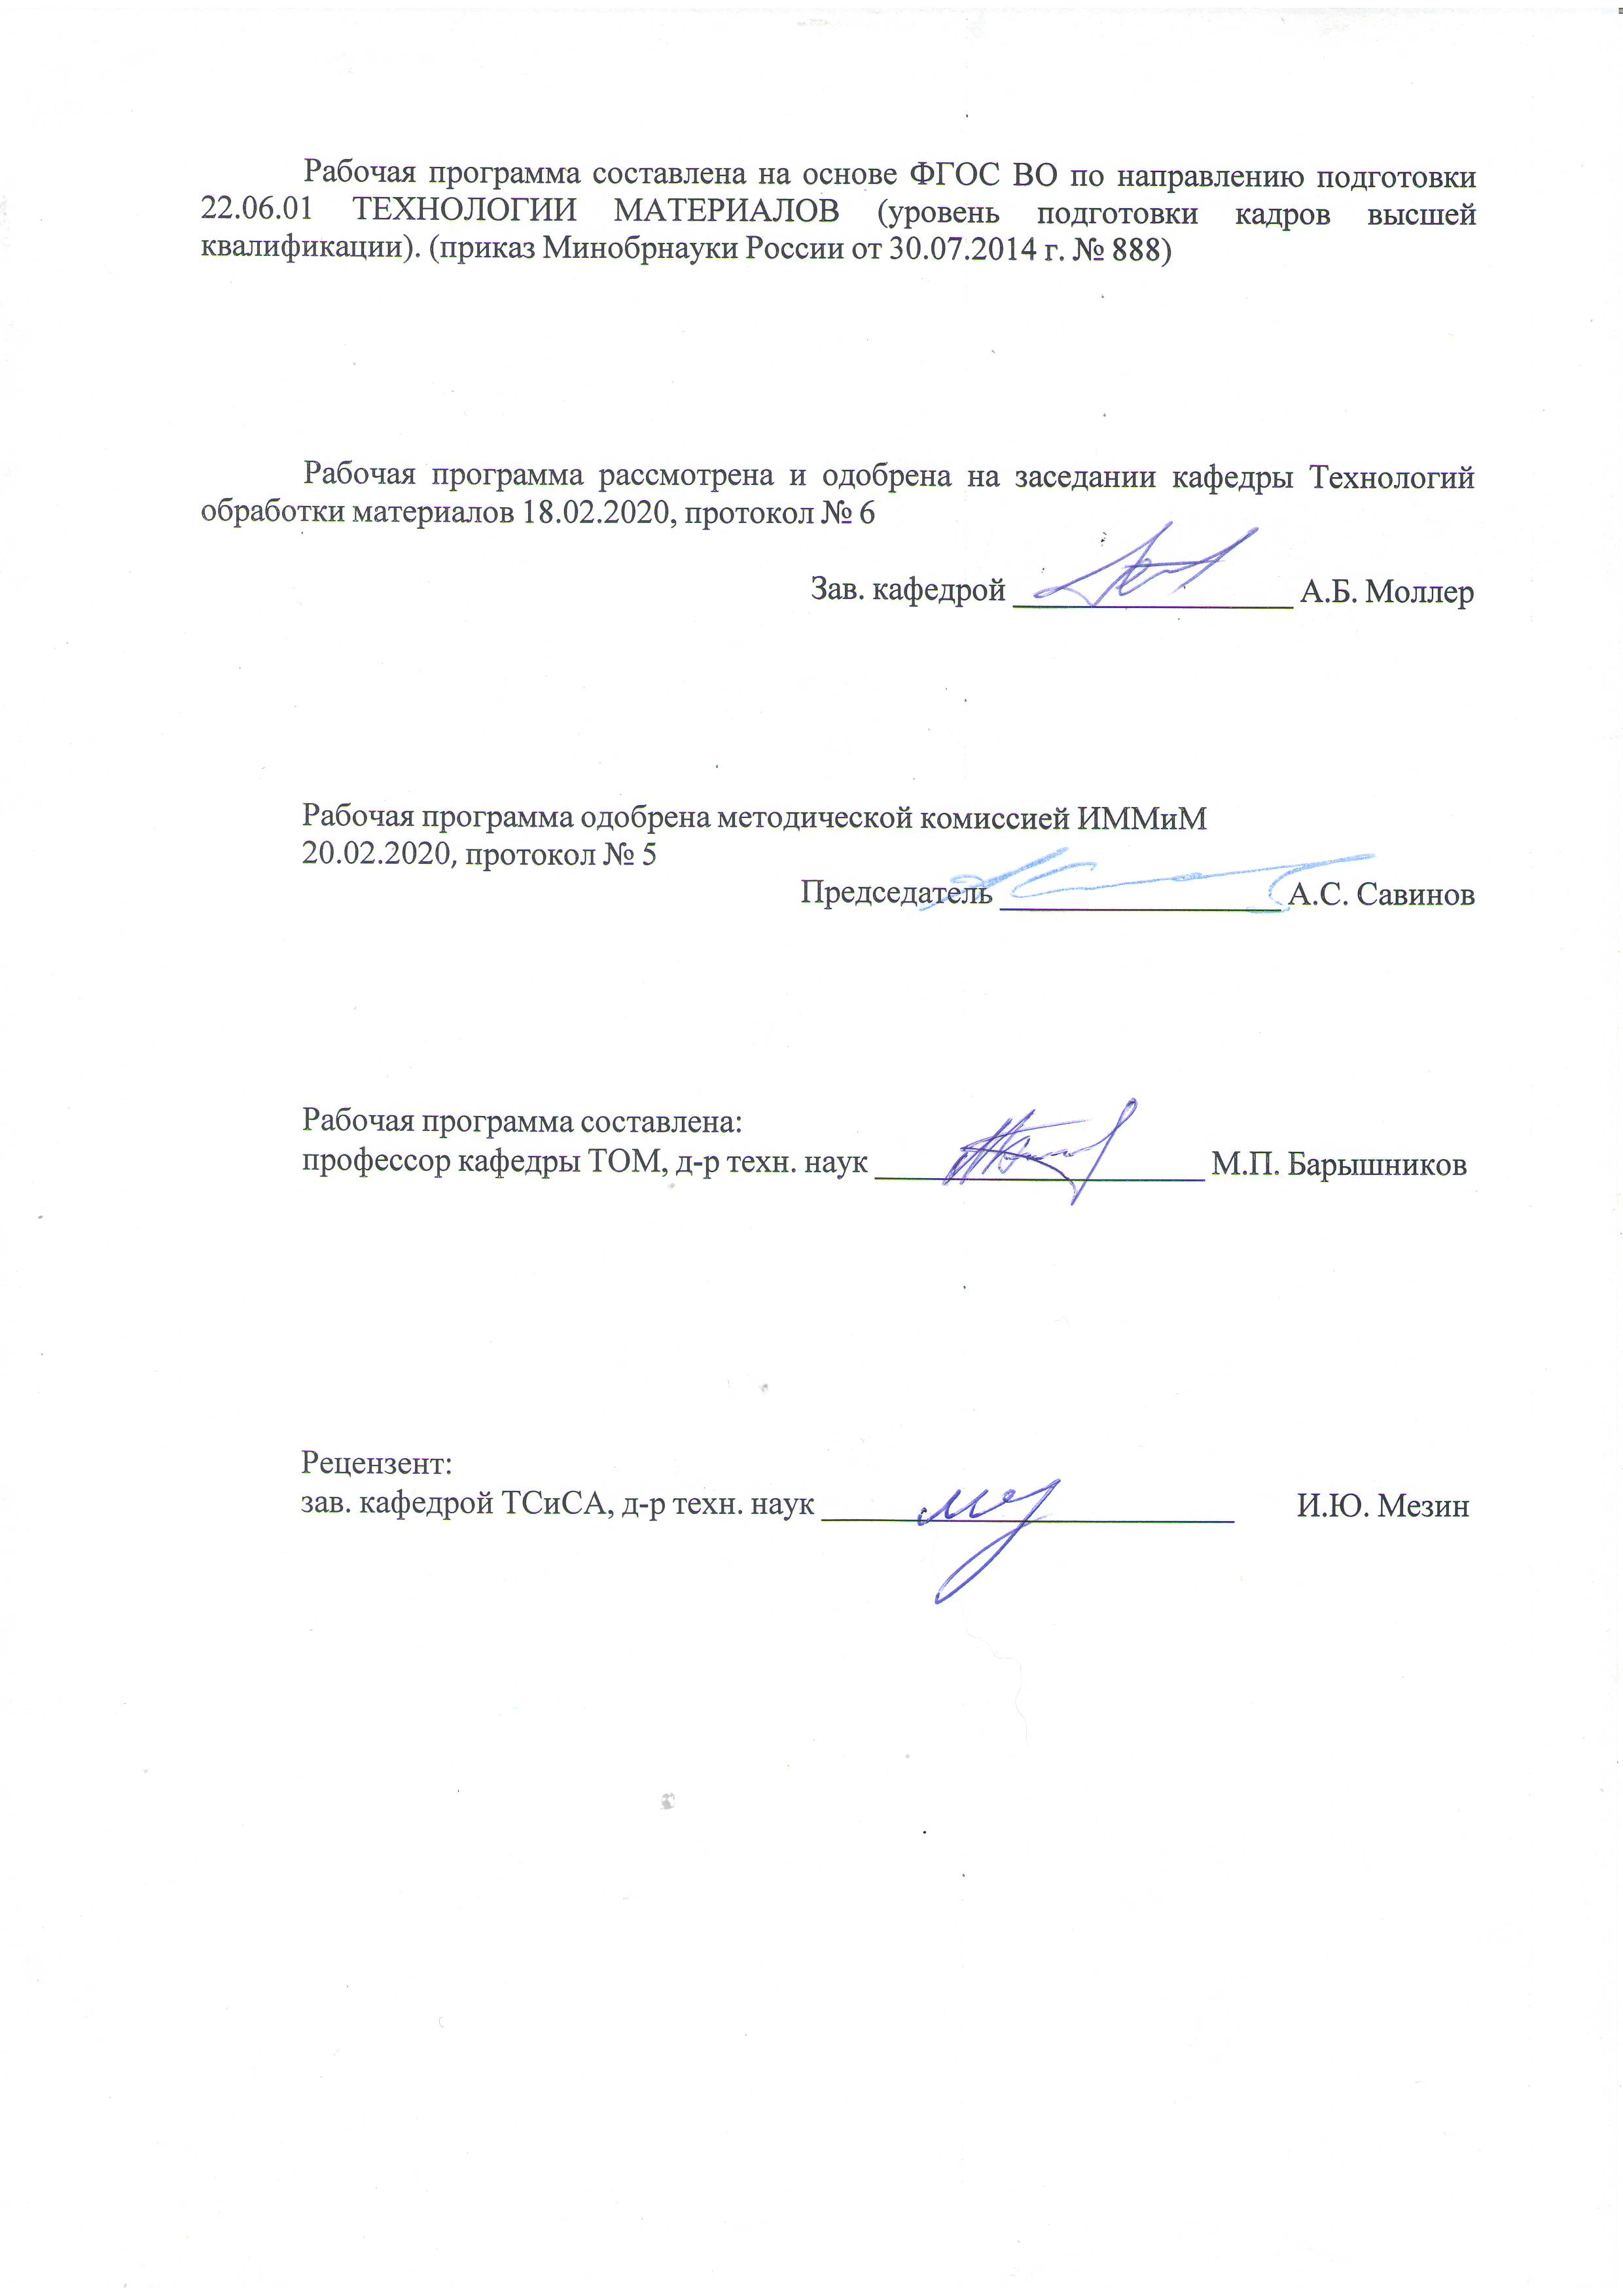 Рабочая программа составлена на основе ФГОС ВО по направлению подготовки
22.06.01 ТЕХНОЛОГИИ МАТЕРИАЛОВ (уровень подготовки кадров высшей
квалификации). (приказ Минобрнауки России от 30.07.2014 г. № 888)
Рабочая программа рассмотрена и одобрена на заседании кафедры Технологий
обработки материалов 18.02.2020, протокол № 6
Зав. кафедрой ________________ А.Б. Моллер
Рабочая программа одобрена методической комиссией ИММиМ
20.02.2020, протокол № 5
Председатель ________________ А.С. Савинов
Рабочая программа составлена:
профессор кафедры ТОМ, д-р техн. наук ___________________ М.П. Барышников
Рецензент:
зав. кафедрой ТСиСА, д-р техн. наук ________________________ И.Ю. Мезин